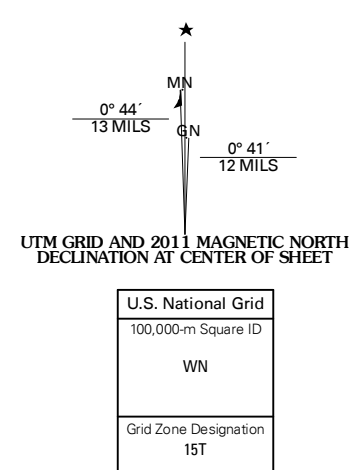 MN
0° 44´
13 MILS
GN
0° 41´
12 MILS
UTM GRID AND 2011 MAGNETIC NORTH
DECLINATION AT CENTER OF SHEET
U.S. National Grid
100,000-m Square ID
WN
Grid Zone Designation
15T